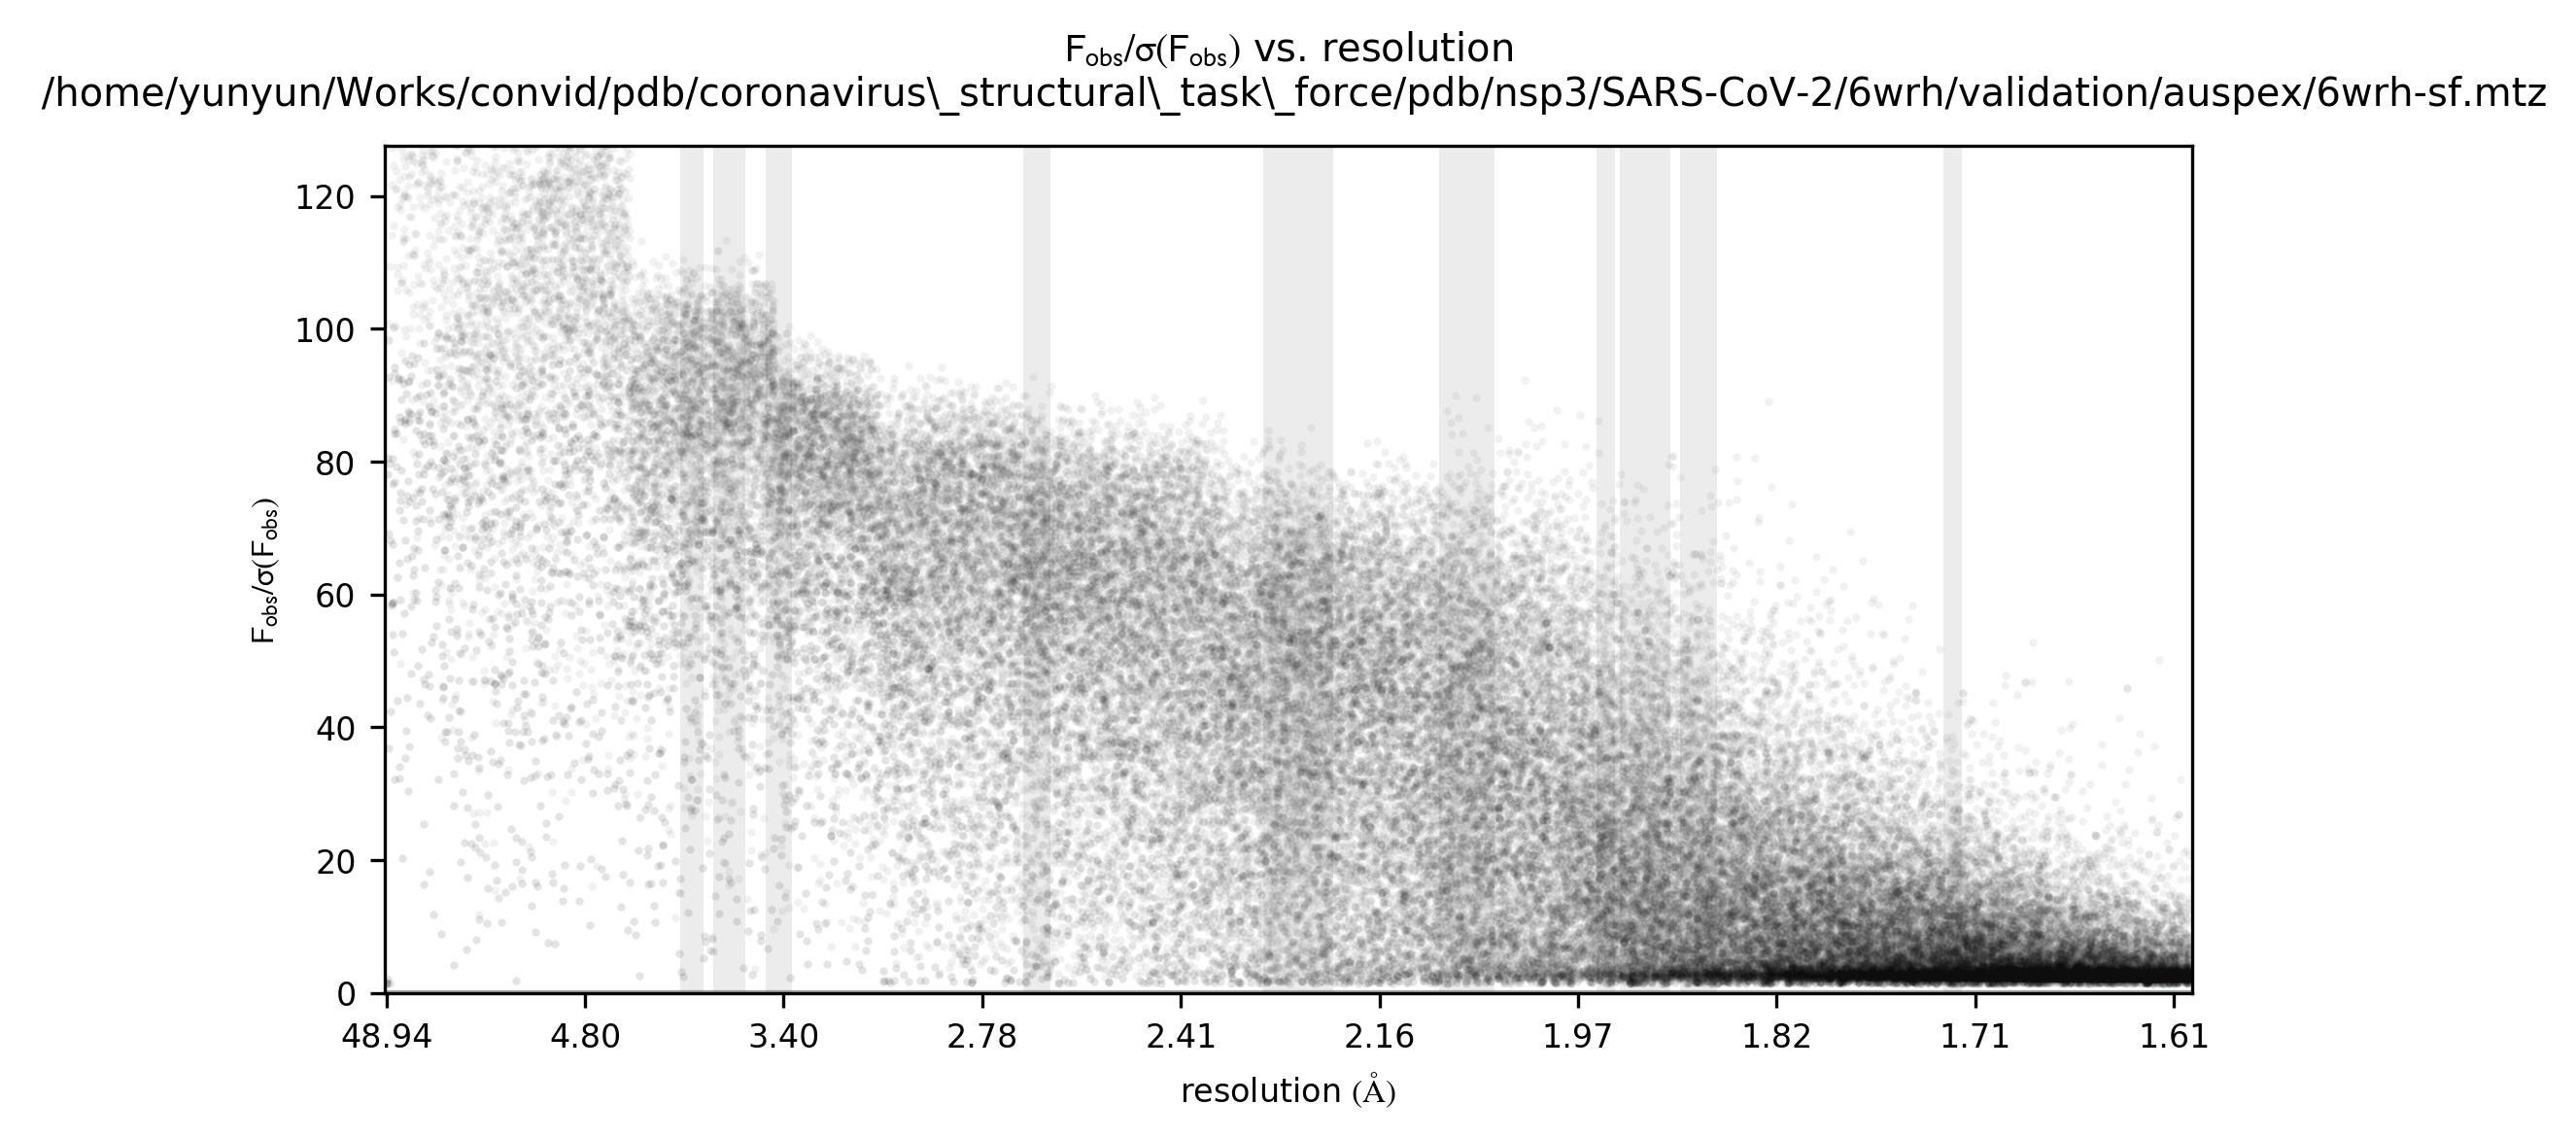 Fobs/σ(Fobs) vs. resolution
/home/yunyun/Works/convid/pdb/coronavirus\_structural\_task\_force/pdb/nsp3/SARS-CoV-2/6wrh/validation/auspex/6wrh-sf.mtz
120
100
80
60
40
20
0
Fobs/σ(Fobs)
48.94 4.80 3.40 2.78 2.41 2.16 1.97 1.82 1.71 1.61
resolution (Å)